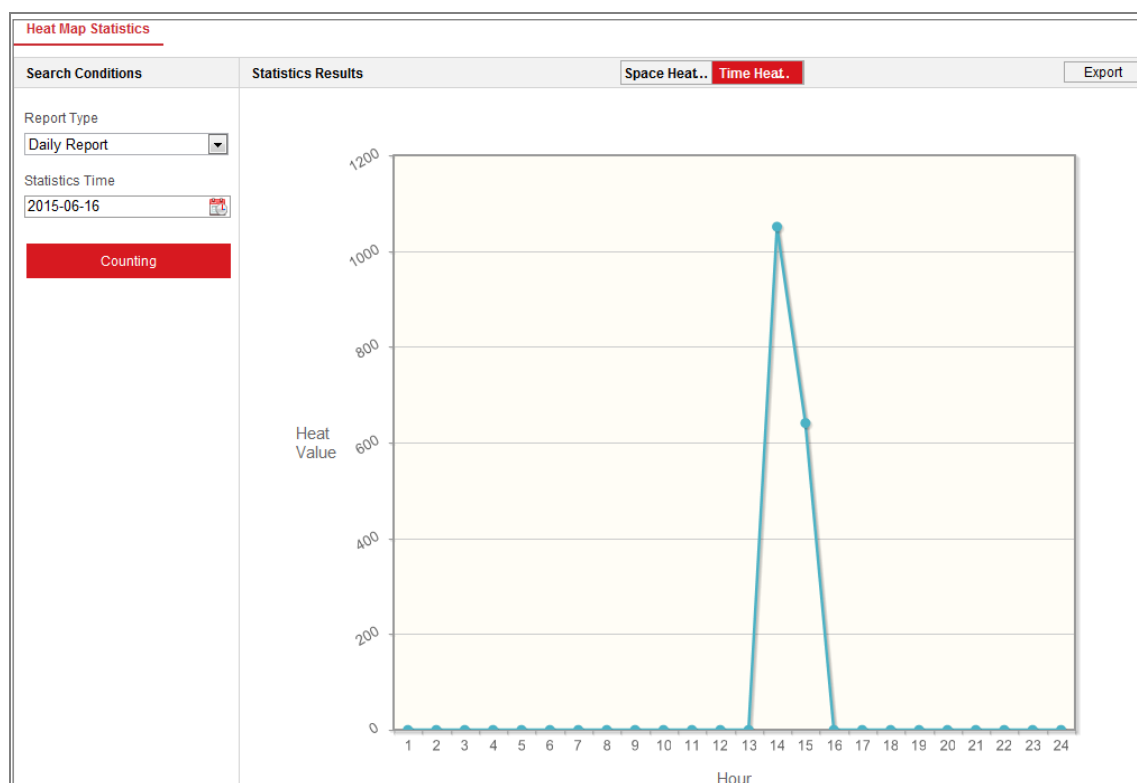 Heat Map Statistics
Search Conditions
Statistics Results
Space Heat...
Time Heat..
Export
Report Type
Daily Report
Statistics Time
2015-06-16
Counting
1200
1000
800
600
400
200
0
Heat
Value
1 2 3 4 5 6 7 8 9 10 11 12 13 14 15 16 17 18 19 20 21 22 23 24
Hour